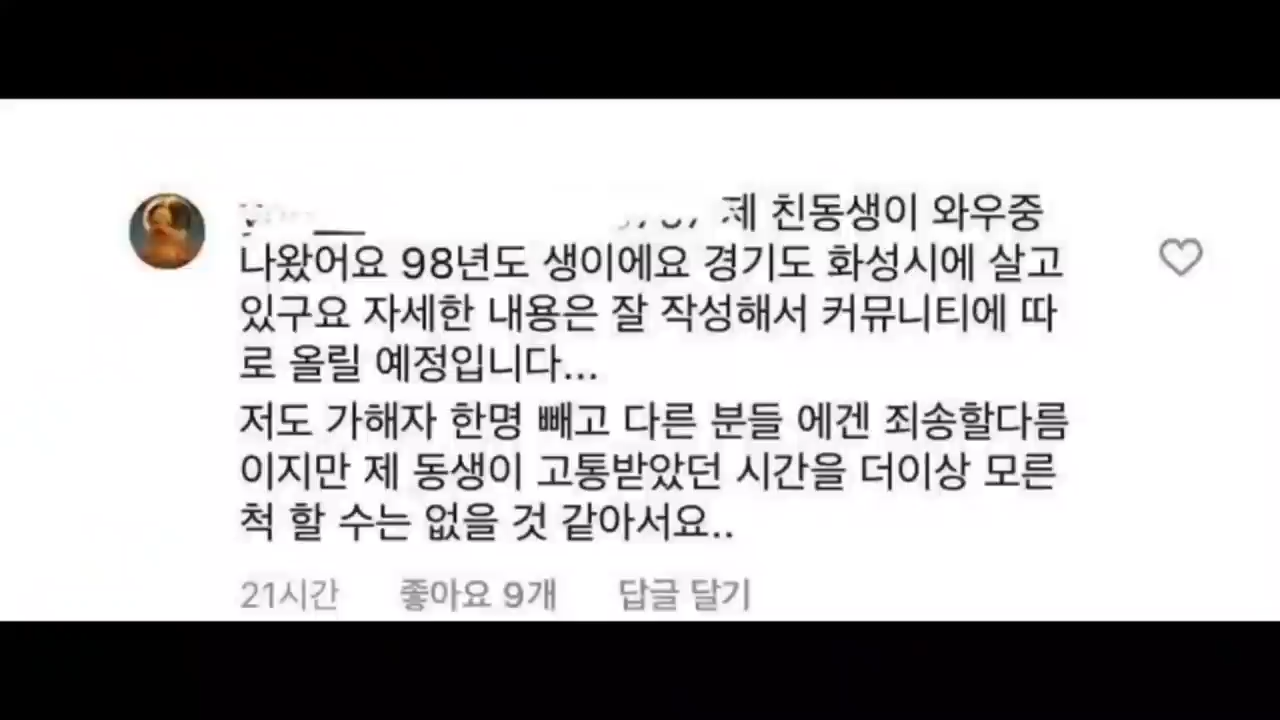 제 친동생이 와우중
나왔어요 98년도 생이에요 경기도 화성시에 살고
있구요 자세한 내용은 잘 작성해서 커뮤니티에 따
로 올릴 예정입니다...
저도 가해자 한명 빼고 다른 분들 에겐 죄송할다름
이지만 제 동생이 고통받았던 시간을 더이상 모른
척 할 수는 없을 것 같아서요..
21시간 좋아요 9개 답글 달기